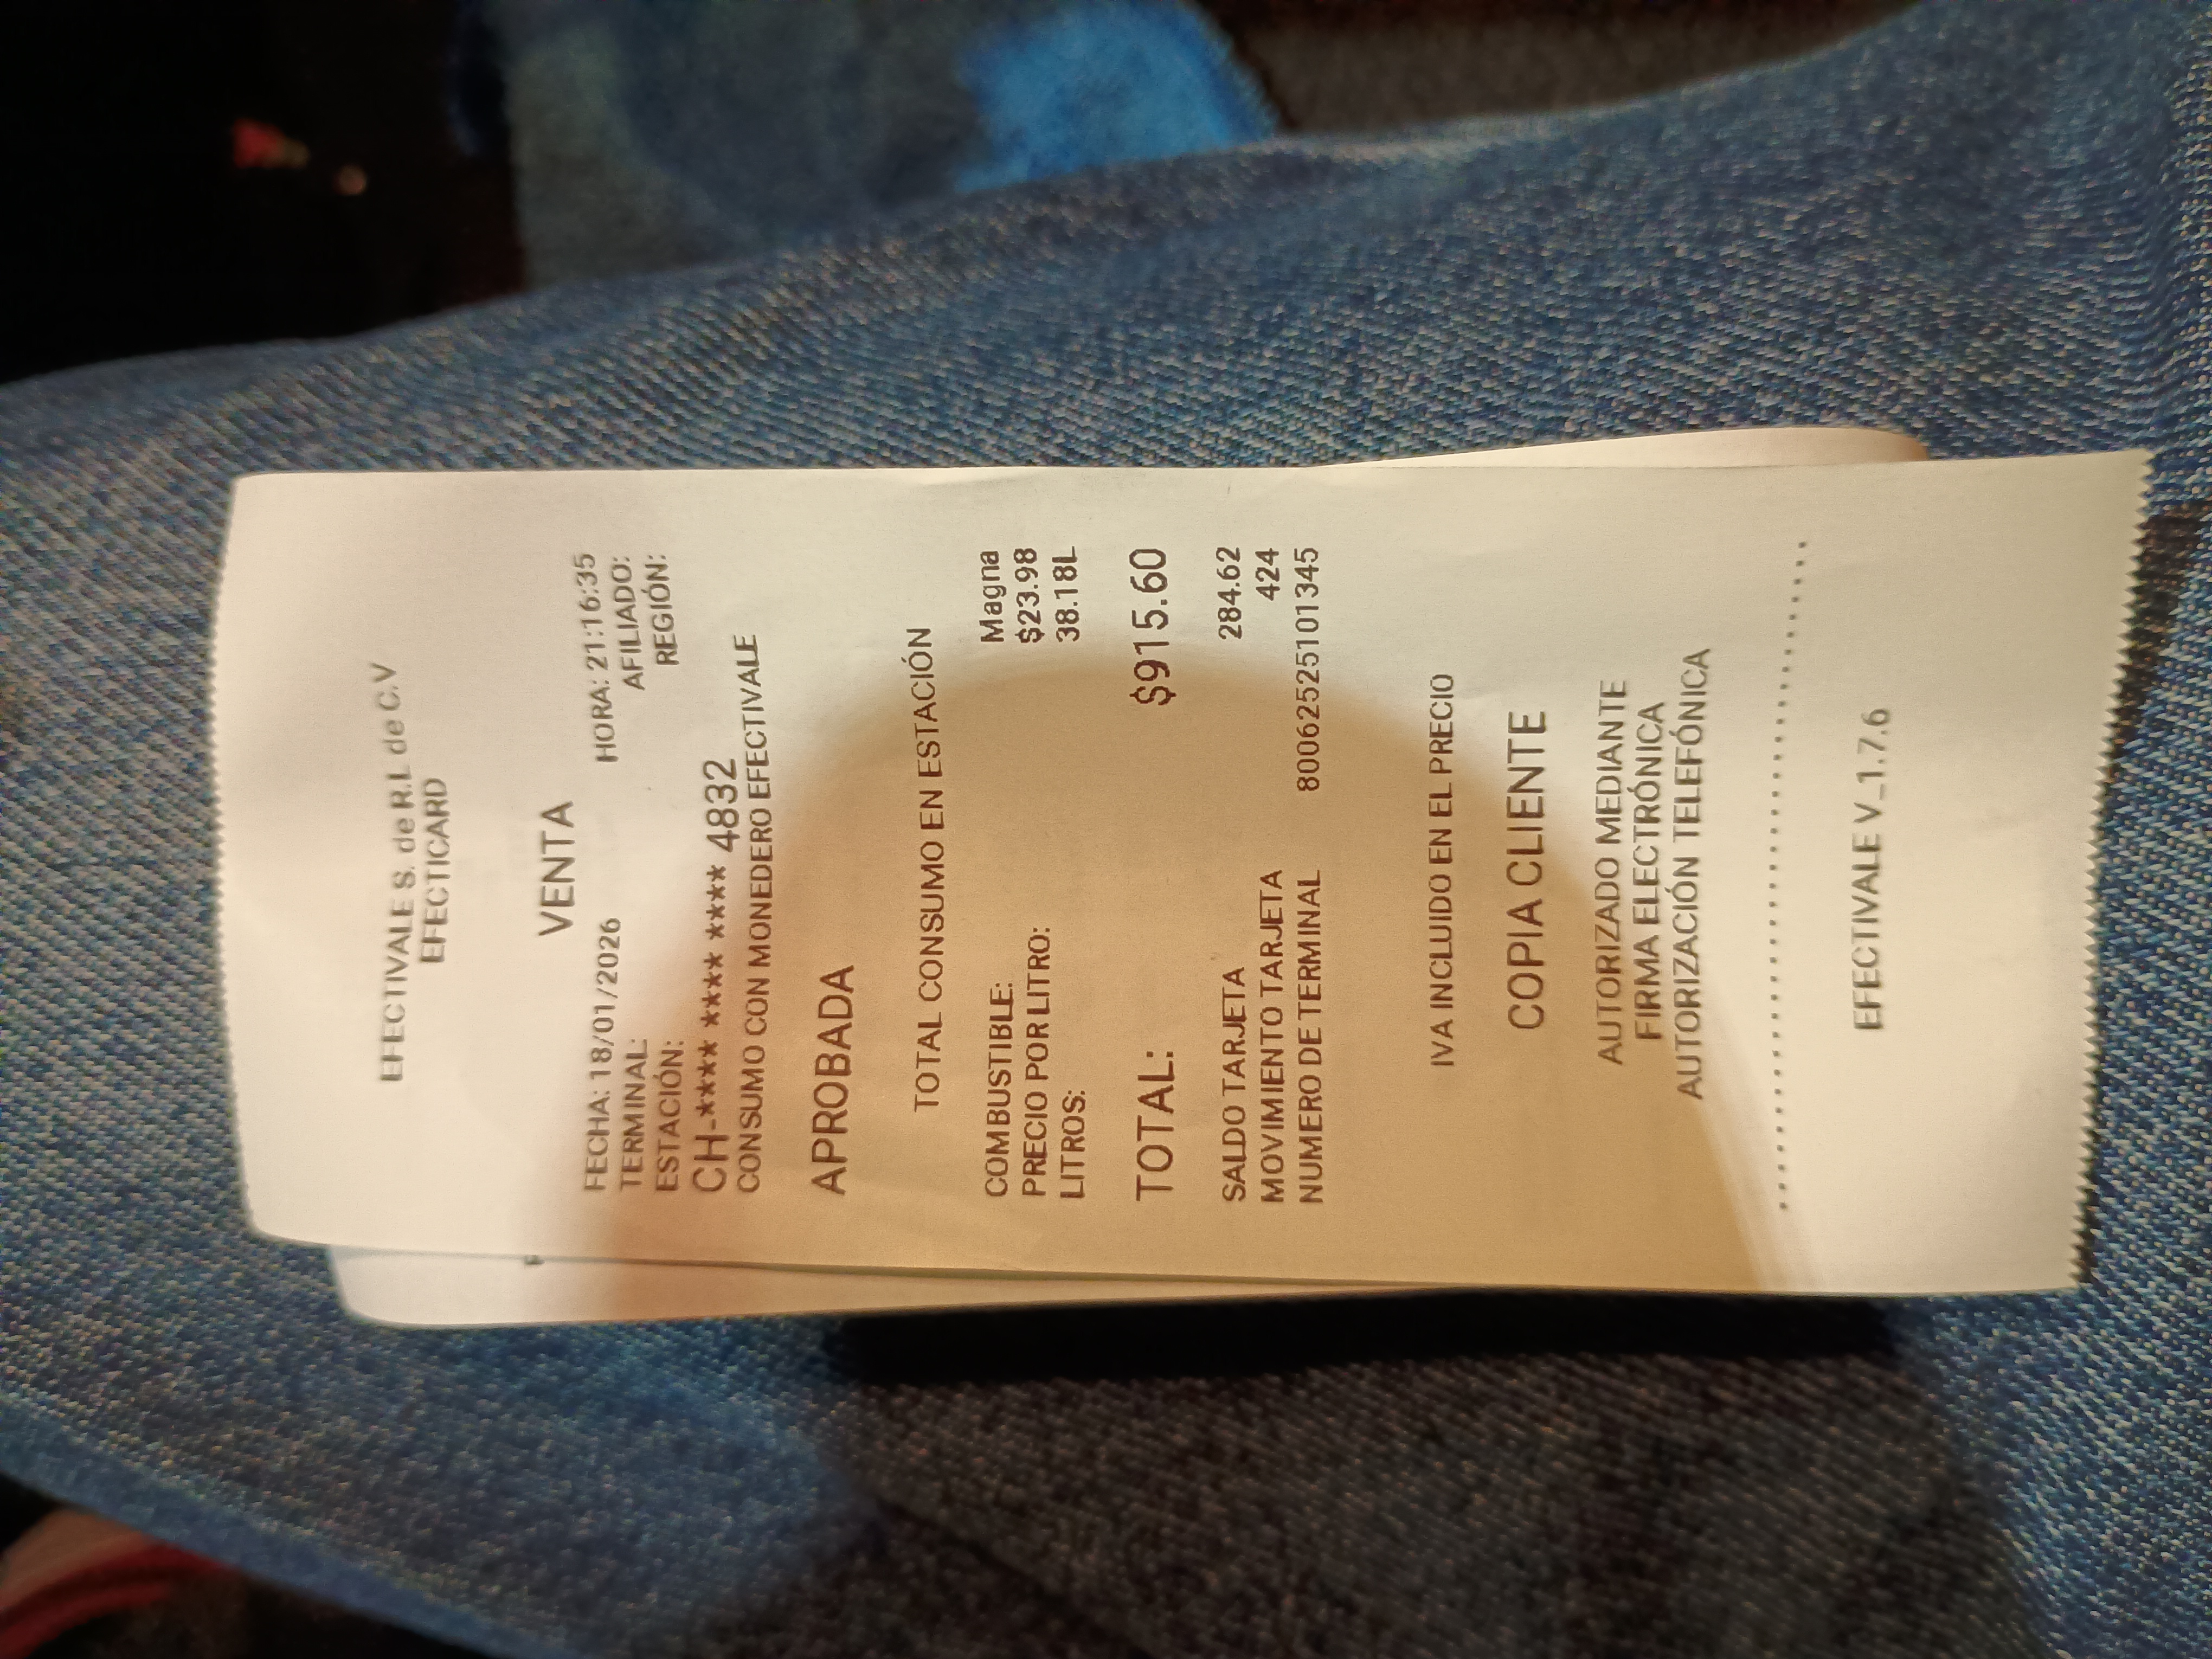 EFECTIVALE S. de R.L de C.V
EFECTICARD
VENTA
FECHA: 18/01/2026 HORA: 21:16:35
TERMINAL: AFILIADO:
ESTACIÓN: REGIÓN:
CH-**** **** **** 4832
CONSUMO CON MONEDERO EFECTIVALE
APROBADA
TOTAL CONSUMO EN ESTACIÓN
COMBUSTIBLE: Magna
PRECIO POR LITRO: $23.98
LITROS: 38.18L
TOTAL: $915.60
SALDO TARJETA 284.62
MOVIMIENTO TARJETA 424
NUMERO DE TERMINAL 8006252510​1345
IVA INCLUIDO EN EL PRECIO
COPIA CLIENTE
AUTORIZADO MEDIANTE
FIRMA ELECTRÓNICA
AUTORIZACIÓN TELEFÓNICA
EFECTIVALE V_1.7.6